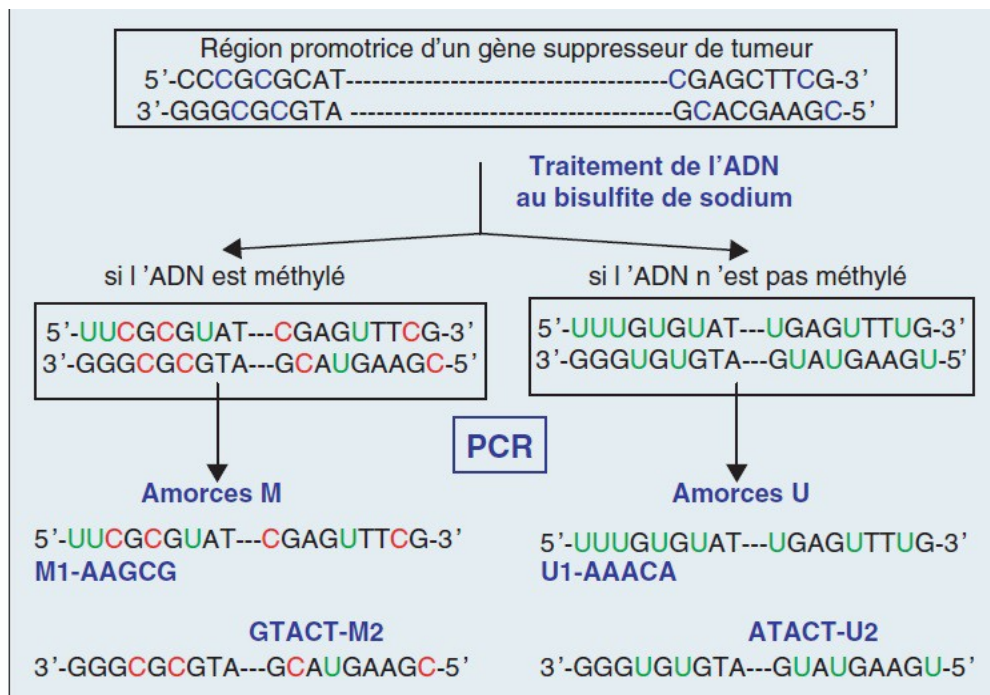 Région promotrice d'un gène suppresseur de tumeur
5'-CCCGCGCAT-----------------------------------CGAGCTTCG-3'
3'-GGGCGCGTA -----------------------------------GCACGAAGC-5'
Traitement de l'ADN
au bisulfite de sodium
si l 'ADN est méthylé
si l'ADN n 'est pas méthylé
5'-UUCGCGUAT---CGAGUTTCG-3'
3'-GGGCGCGTA---GCAUGAAGC-5'
5'-UUUGUGUAT---UGAGUTTUG-3'
3'-GGGUGUGTA---GUAUGAAGU-5'
PCR
Amorces M
Amorces U
5'-UUCGCGUAT---CGAGUTTCG-3'
M1-AAGCG
5'-UUUGUGUAT---UGAGUTTUG-3'
U1-AAACA
GTACT-M2
3'-GGGCGCGTA---GCAUGAAGC-5'
ATACT-U2
3'-GGGUGUGTA---GUAUGAAGU-5'